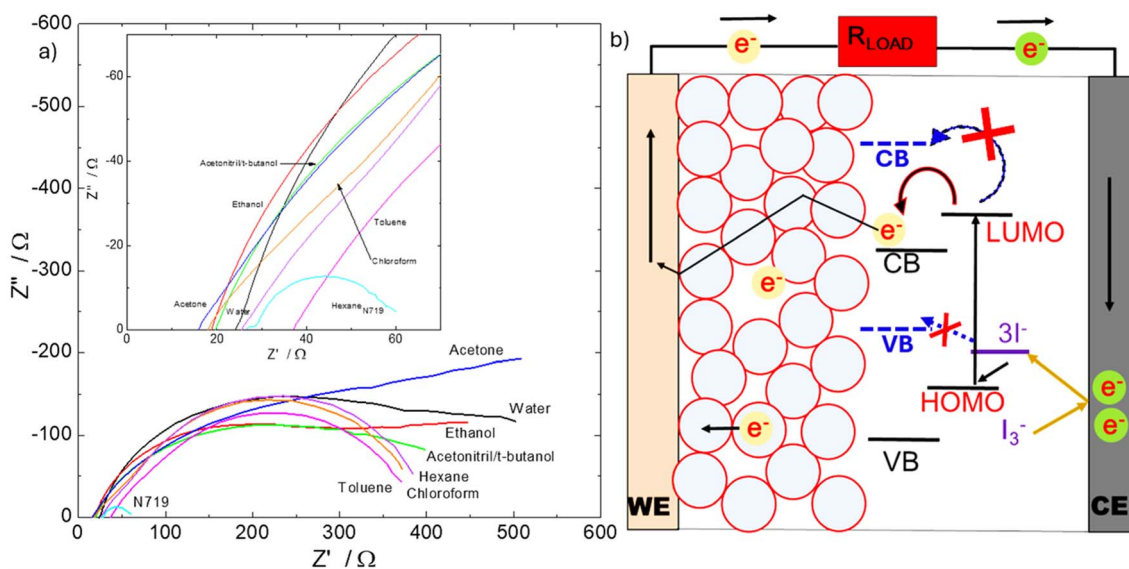 a)
-600
-500
-400
-300
-200
-100
0
Z" / Ω
0 100 200 300 400 500 600
Z' / Ω
-60
-40
-20
0
Z" / Ω
0 20 40 60
Z' / Ω
Acetonitril/t-butanol
Ethanol
Toluene
Chloroform
Acetone
Water
Hexane
N719
Acetone
Water
Ethanol
Acetonitril/t-butanol
Hexane
Chloroform
Toluene
N719
b)
e-
R LOAD
e-
CB
LUMO
e-
CB
e-
VB
3I-
HOMO
e-
e-
e-
I3-
VB
WE
CE